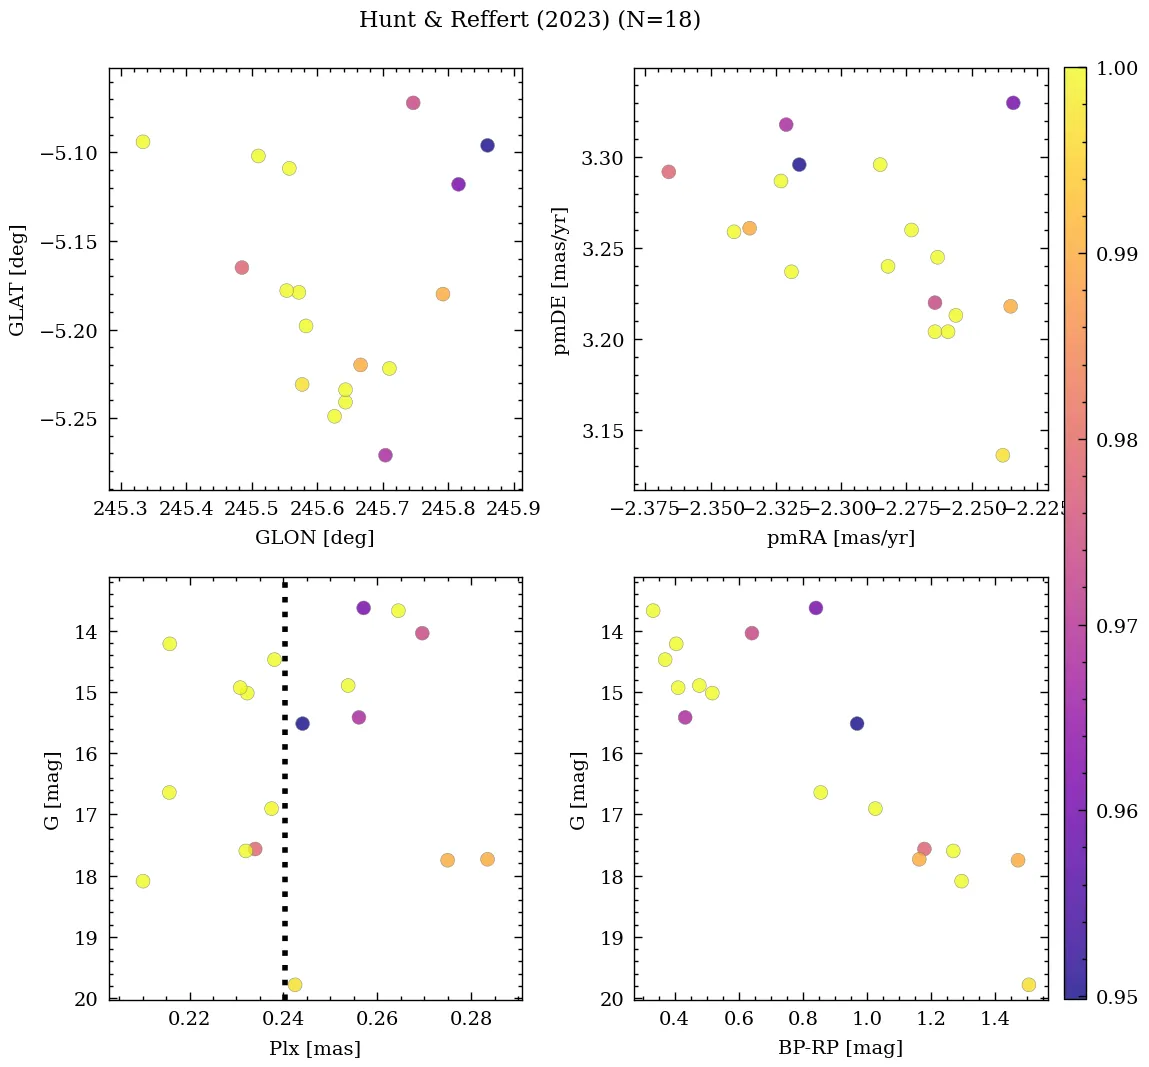 Hunt & Reffert (2023) (N=18)
−5.10
−5.15
−5.20
−5.25
GLAT [deg]
245.3 245.4 245.5 245.6 245.7 245.8 245.9
GLON [deg]
3.30
3.25
3.20
3.15
pmDE [mas/yr]
−2.375 −2.350 −2.325 −2.300 −2.275 −2.250 −2.225
pmRA [mas/yr]
14
15
16
17
18
19
20
G [mag]
0.22 0.24 0.26 0.28
Plx [mas]
14
15
16
17
18
19
20
G [mag]
0.4 0.6 0.8 1.0 1.2 1.4
BP-RP [mag]
1.00
0.99
0.98
0.97
0.96
0.95